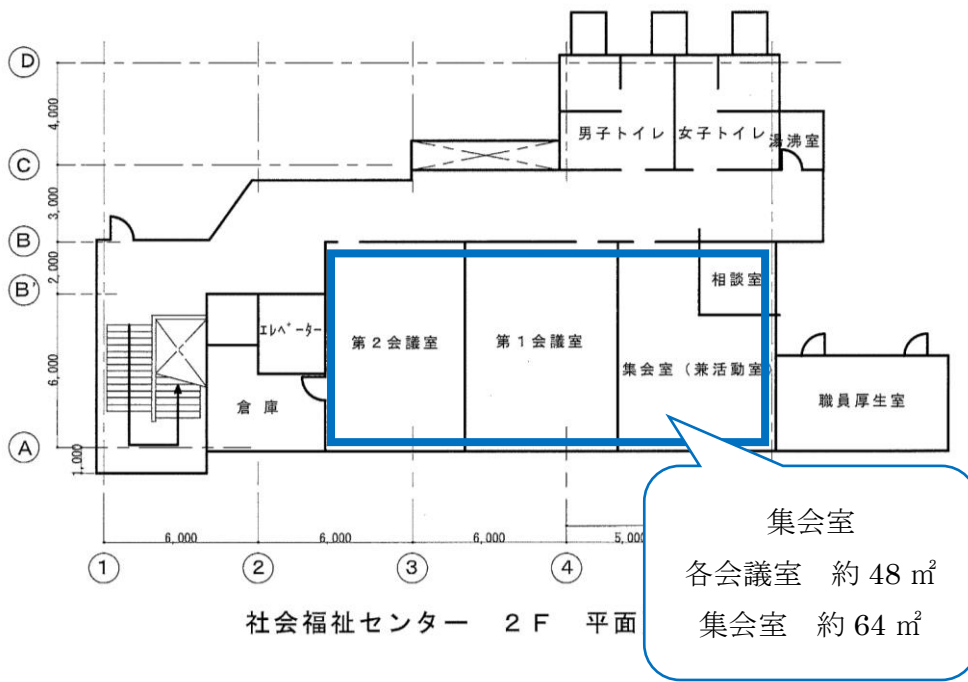 D
4,000
男子トイレ
女子トイレ
湯沸室
C
3,000
B
2,000
相談室
B'
エレベーター
第2会議室
第1会議室
集会室(兼活動室)
6,000
倉庫
職員厚生室
A
1,000
6,000
6,000
6,000
5,000
1
2
3
4
集会室
各会議室 約 48 ㎡
集会室 約 64 ㎡
社会福祉センター 2F 平面